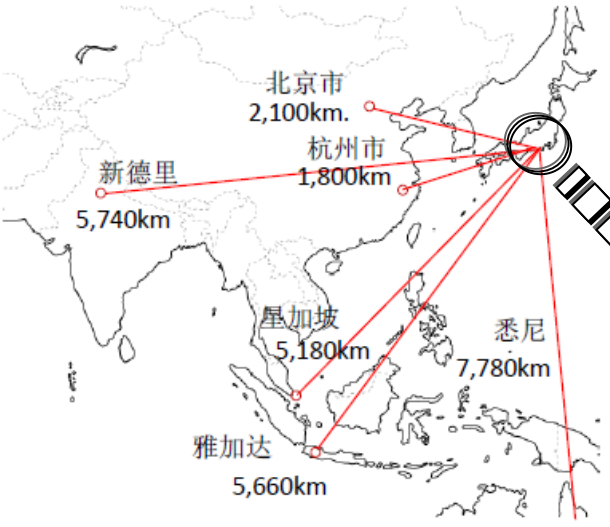 北京市
2,100km.
杭州市
1,800km
新德里
5,740km
星加坡
5,180km
悉尼
7,780km
雅加达
5,660km